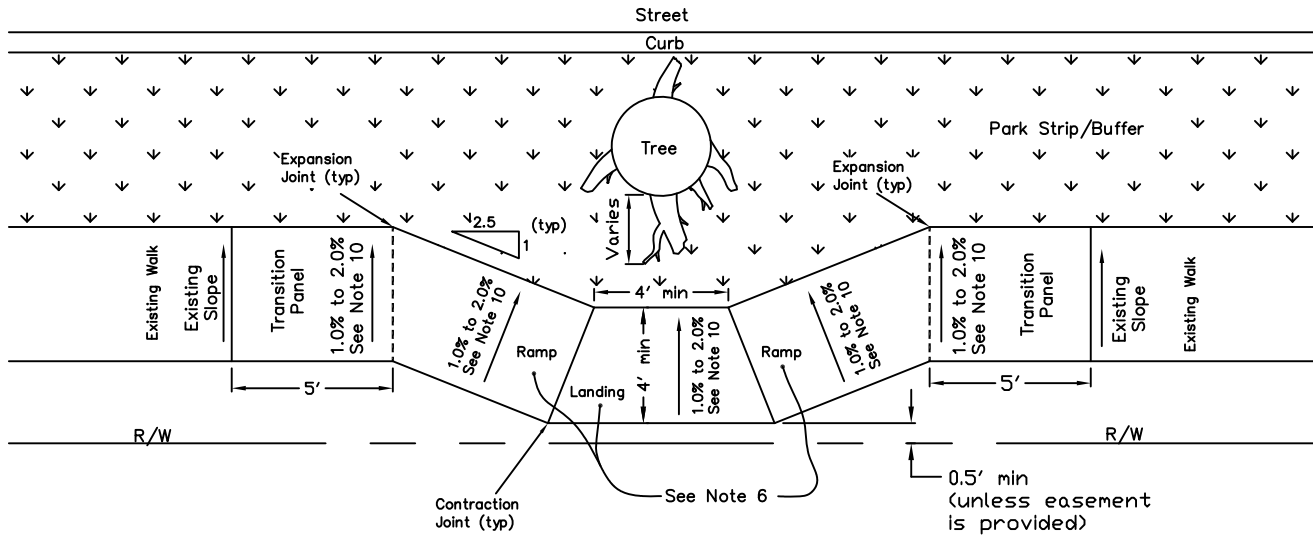 Street
Curb
Tree
Park Strip/Buffer
Expansion
Joint (typ)
Expansion
Joint (typ)
2.5
1
(typ)
Varies
Existing Walk
Existing
Slope
Transition
Panel
1.0% to 2.0%
See Note 10
1.0% to 2.0%
See Note 10
Ramp
4' min
4' min
Landing
1.0% to 2.0%
See Note 10
Ramp
1.0% to 2.0%
See Note 10
1.0% to 2.0%
See Note 10
Transition
Panel
Existing
Slope
Existing Walk
5'
5'
R/W
R/W
See Note 6
Contraction
Joint (typ)
0.5' min
(unless easement
is provided)